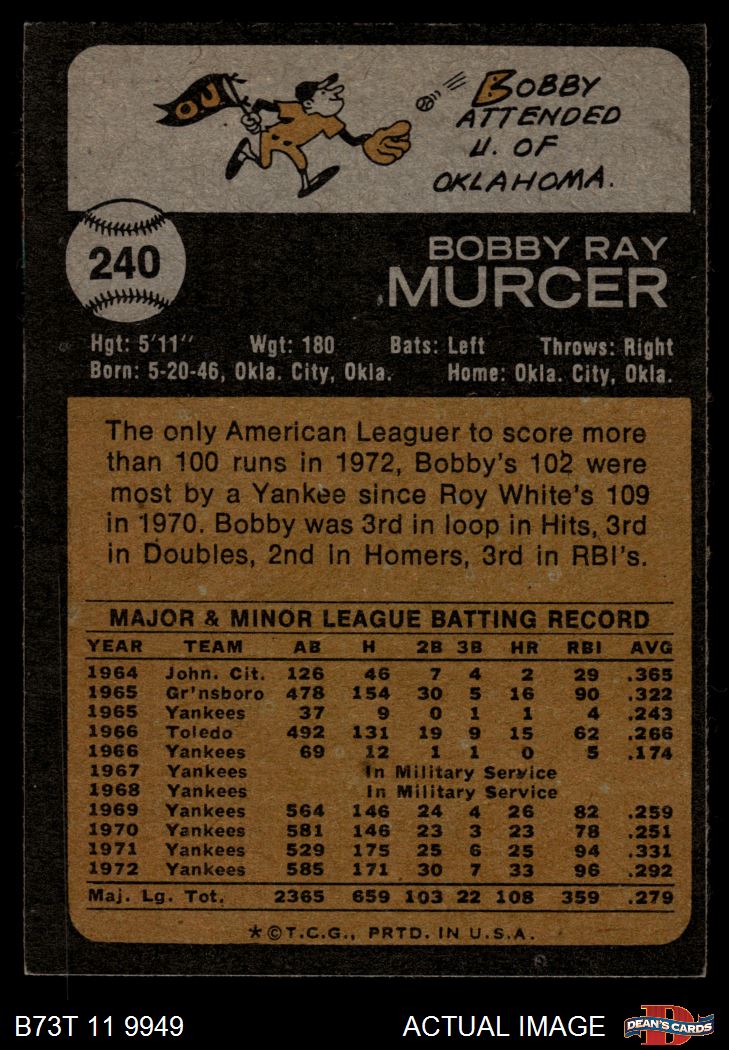 OU
BOBBY
ATTENDED
U. OF
OKLAHOMA.
240
BOBBY RAY
MURCER
Hgt: 5'11" Wgt: 180 Bats: Left Throws: Right
Born: 5-20-46, Okla. City, Okla. Home: Okla. City, Okla.
The only American Leaguer to score more
than 100 runs in 1972, Bobby's 102 were
most by a Yankee since Roy White's 109
in 1970. Bobby was 3rd in loop in Hits, 3rd
in Doubles, 2nd in Homers, 3rd in RBI's.
MAJOR & MINOR LEAGUE BATTING RECORD
YEAR TEAM AB H 2B 3B HR RBI AVG
1964 John. Cit. 126 46 7 4 2 29 .365
1965 Gr'nsboro 478 154 30 5 16 90 .322
1965 Yankees 37 9 0 1 1 4 .243
1966 Toledo 492 131 19 9 15 62 .266
1966 Yankees 69 12 1 1 0 5 .174
1967 Yankees In Military Service
1968 Yankees In Military Service
1969 Yankees 564 146 24 4 26 82 .259
1970 Yankees 581 146 23 3 23 78 .251
1971 Yankees 529 175 25 6 25 94 .331
1972 Yankees 585 171 30 7 33 96 .292
Maj. Lg. Tot. 2365 659 103 22 108 359 .279
*©T.C.G., PRTD. IN U.S.A.
B73T 11 9949 ACTUAL IMAGE D DEAN'S CARDS